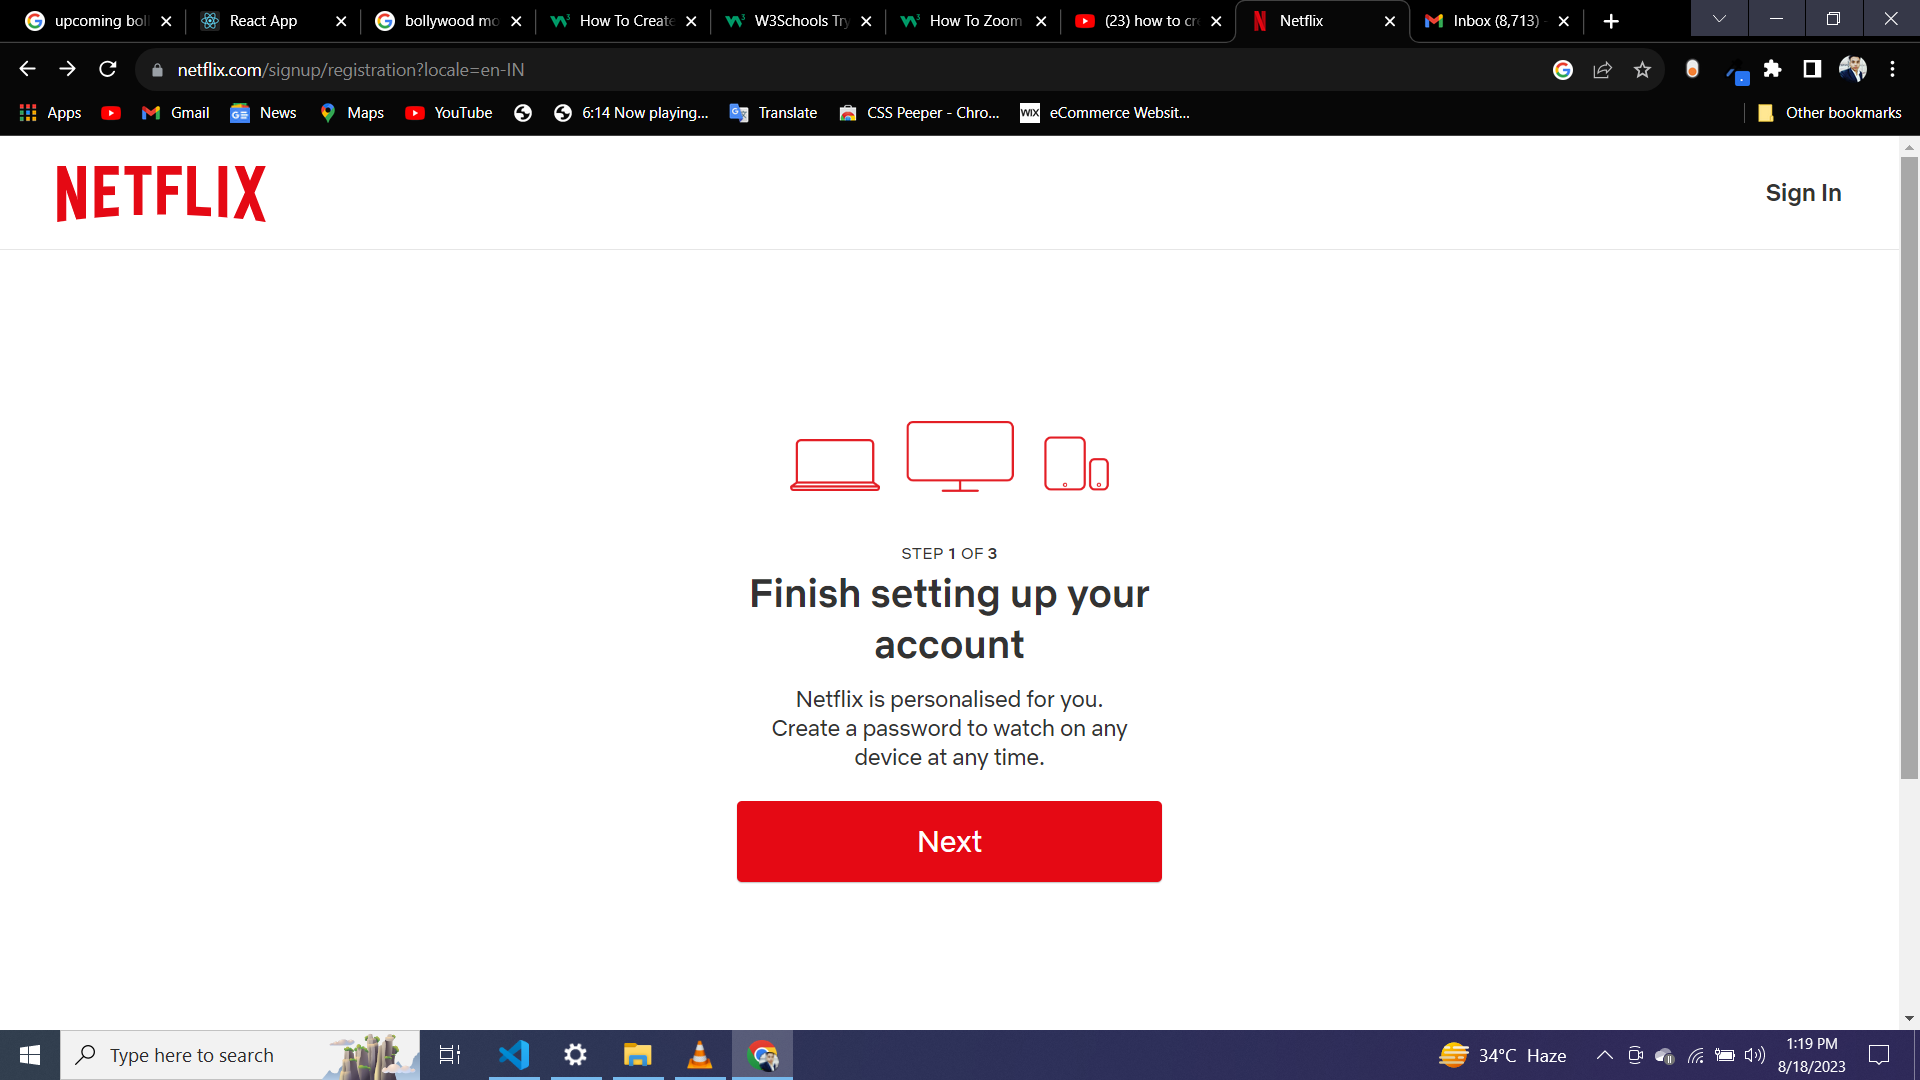 upcoming boll
React App
bollywood mo
How To Create
W3Schools Try
How To Zoom
(23) how to cre
Netflix
Inbox (8,713) -
netflix.com/signup/registration?locale=en-IN
Apps
Gmail
News
Maps
YouTube
6:14 Now playing...
Translate
CSS Peeper - Chro...
WIX
eCommerce Websit...
Other bookmarks
NETFLIX
Sign In
STEP 1 OF 3
Finish setting up your
account
Netflix is personalised for you.
Create a password to watch on any
device at any time.
Next
Type here to search
34°C Haze
1:19 PM
8/18/2023